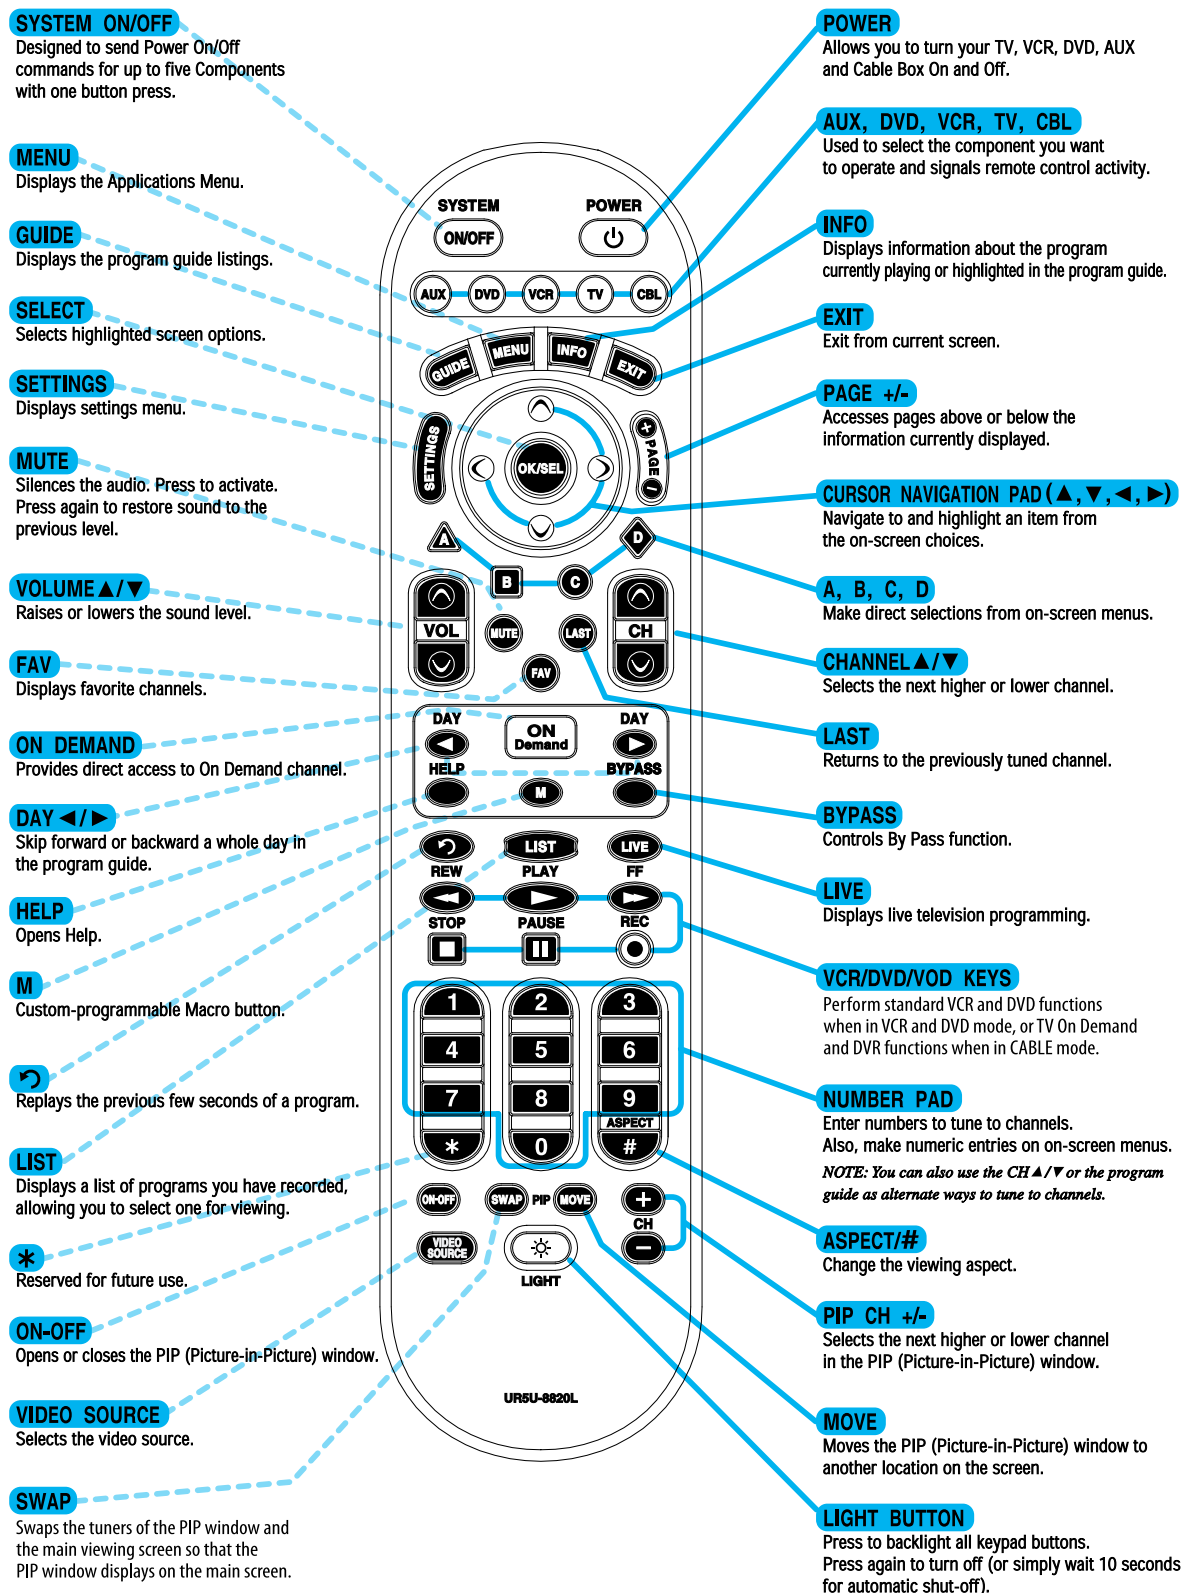 SYSTEM ON/OFF
Designed to send Power On/Off
commands for up to five Components
with one button press.
MENU
Displays the Applications Menu.
GUIDE
Displays the program guide listings.
SELECT
Selects highlighted screen options.
SETTINGS
Displays settings menu.
MUTE
Silences the audio. Press to activate.
Press again to restore sound to the
previous level.
VOLUME▲/▼
Raises or lowers the sound level.
FAV
Displays favorite channels.
ON DEMAND
Provides direct access to On Demand channel.
DAY ◄/►
Skip forward or backward a whole day in
the program guide.
HELP
Opens Help.
M
Custom-programmable Macro button.
Replays the previous few seconds of a program.
LIST
Displays a list of programs you have recorded,
allowing you to select one for viewing.
*
Reserved for future use.
ON-OFF
Opens or closes the PIP (Picture-in-Picture) window.
VIDEO SOURCE
Selects the video source.
SWAP
Swaps the tuners of the PIP window and
the main viewing screen so that the
PIP window displays on the main screen.
SYSTEM POWER
ON/OFF
AUX DVD VCR TV CBL
GUIDE MENU INFO EXIT
SETTINGS
OK/SEL
+ PAGE -
A B C D
VOL
MUTE LAST
CH
FAV
DAY ON Demand DAY
HELP M BYPASS
LIST LIVE
REW PLAY FF
STOP PAUSE REC
1 2 3
4 5 6
7 8 9
ASPECT
* 0 #
ON-OFF SWAP PIP MOVE + CH -
VIDEO SOURCE
LIGHT
UR5U-8820L
POWER
Allows you to turn your TV, VCR, DVD, AUX
and Cable Box On and Off.
AUX, DVD, VCR, TV, CBL
Used to select the component you want
to operate and signals remote control activity.
INFO
Displays information about the program
currently playing or highlighted in the program guide.
EXIT
Exit from current screen.
PAGE +/-
Accesses pages above or below the
information currently displayed.
CURSOR NAVIGATION PAD (▲,▼,◄,►)
Navigate to and highlight an item from
the on-screen choices.
A, B, C, D
Make direct selections from on-screen menus.
CHANNEL▲/▼
Selects the next higher or lower channel.
LAST
Returns to the previously tuned channel.
BYPASS
Controls By Pass function.
LIVE
Displays live television programming.
VCR/DVD/VOD KEYS
Perform standard VCR and DVD functions
when in VCR and DVD mode, or TV On Demand
and DVR functions when in CABLE mode.
NUMBER PAD
Enter numbers to tune to channels.
Also, make numeric entries on on-screen menus.
NOTE: You can also use the CH▲/▼ or the program
guide as alternate ways to tune to channels.
ASPECT/#
Change the viewing aspect.
PIP CH +/-
Selects the next higher or lower channel
in the PIP (Picture-in-Picture) window.
MOVE
Moves the PIP (Picture-in-Picture) window to
another location on the screen.
LIGHT BUTTON
Press to backlight all keypad buttons.
Press again to turn off (or simply wait 10 seconds
for automatic shut-off).